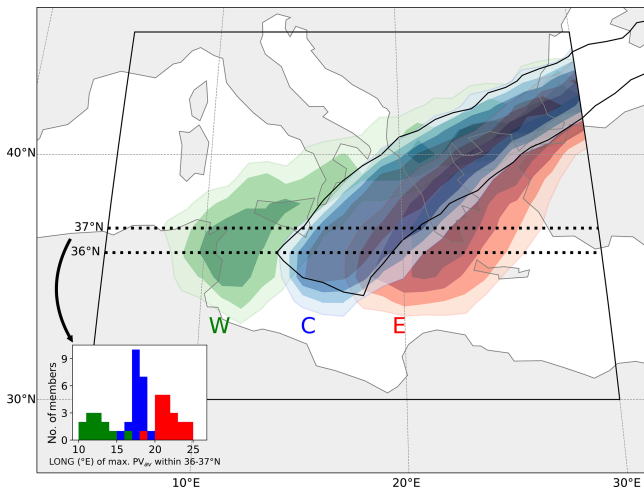 40°N
37°N
36°N
W C E
No. of members
9
6
3
0
10 15 20 25
LONG (°E) of max. PV_av within 36-37°N
30°N
10°E 20°E 30°E